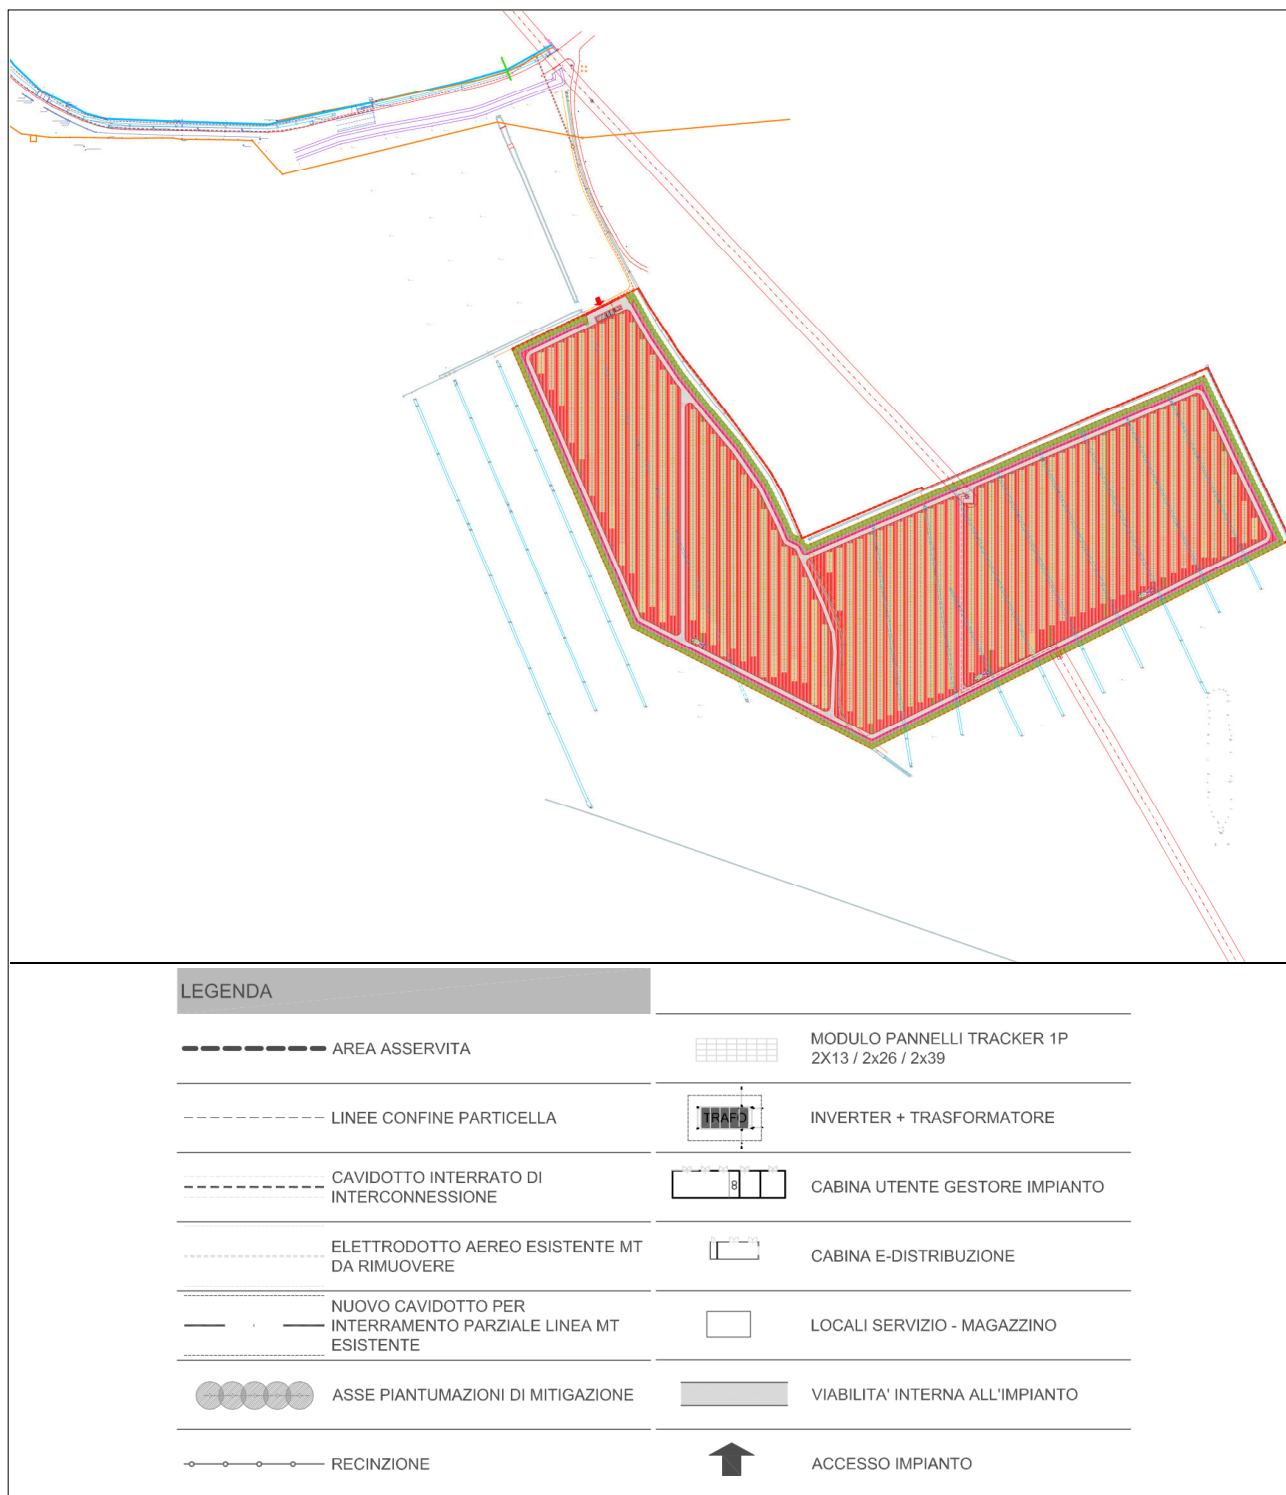 LEGENDA
AREA ASSERVITA
LINEE CONFINE PARTICELLA
CAVIDOTTO INTERRATO DI
INTERCONNESSIONE
ELETTRODOTTO AEREO ESISTENTE MT
DA RIMUOVERE
NUOVO CAVIDOTTO PER
INTERRAMENTO PARZIALE LINEA MT
ESISTENTE
ASSE PIANTUMAZIONI DI MITIGAZIONE
RECINZIONE
MODULO PANNELLI TRACKER 1P
2X13 / 2x26 / 2x39
TRAFO
INVERTER + TRASFORMATORE
8
CABINA UTENTE GESTORE IMPIANTO
CABINA E-DISTRIBUZIONE
LOCALI SERVIZIO - MAGAZZINO
VIABILITA' INTERNA ALL'IMPIANTO
ACCESSO IMPIANTO